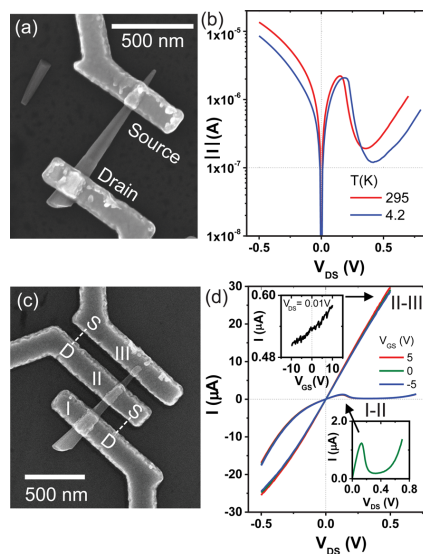 (a)
500 nm
Source
Drain
(b)
1x10⁻⁵
1x10⁻⁶
1x10⁻⁷
1x10⁻⁸
|I|(A)
T(K)
295
4.2
-0.5 0.0 0.5
V_DS (V)
(c)
S
D
III
II
I
S
D
500 nm
(d)
30
20
10
0
-10
-20
-30
I (μA)
0.60
0.48
I (μA)
V_DS= 0.01V
-10 0 10
V_GS (V)
II-III
V_GS (V)
5
0
-5
I-II
2
1
0
I (μA)
0.0 0.4 0.8
V_DS (V)
-0.5 0.0 0.5
V_DS (V)